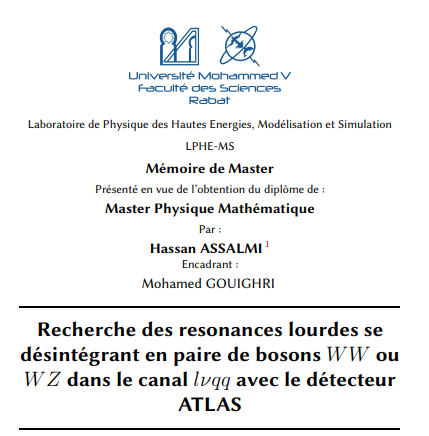 Université Mohammed V
Faculté des Sciences
Rabat
Laboratoire de Physique des Hautes Energies, Modélisation et Simulation
LPHE-MS
Mémoire de Master
Présenté en vue de l'obtention du diplôme de :
Master Physique Mathématique
Par :
Hassan ASSALMI 1
Encadrant :
Mohamed GOUIGHRI
Recherche des resonances lourdes se
désintégrant en paire de bosons WW ou
WZ dans le canal lνqq avec le détecteur
ATLAS